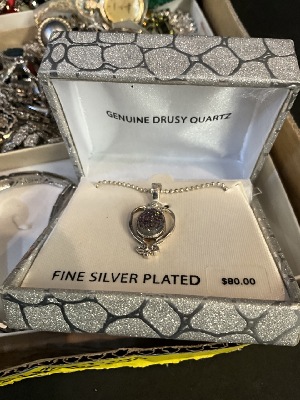 GENUINE DRUSY QUARTZ
FINE SILVER PLATED $80.00